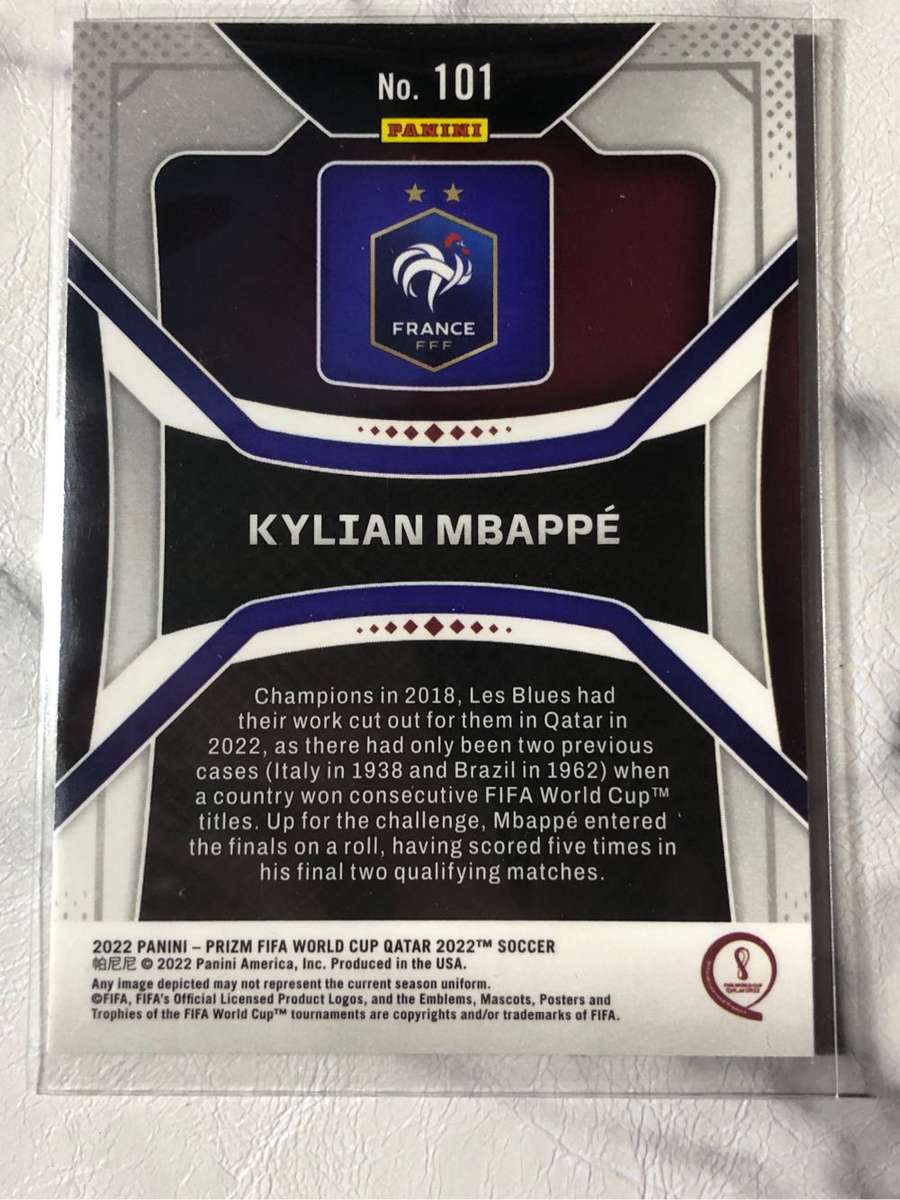 No. 101
PANINI
FRANCE
FFF
KYLIAN MBAPPÉ
Champions in 2018, Les Blues had
their work cut out for them in Qatar in
2022, as there had only been two previous
cases (Italy in 1938 and Brazil in 1962) when
a country won consecutive FIFA World Cup™
titles. Up for the challenge, Mbappé entered
the finals on a roll, having scored five times in
his final two qualifying matches.
2022 PANINI – PRIZM FIFA WORLD CUP QATAR 2022™ SOCCER
帕尼尼 © 2022 Panini America, Inc. Produced in the USA.
Any image depicted may not represent the current season uniform.
©FIFA, FIFA's Official Licensed Product Logos, and the Emblems, Mascots, Posters and
Trophies of the FIFA World Cup™ tournaments are copyrights and/or trademarks of FIFA.
FIFA WORLD CUP
QATAR 2022